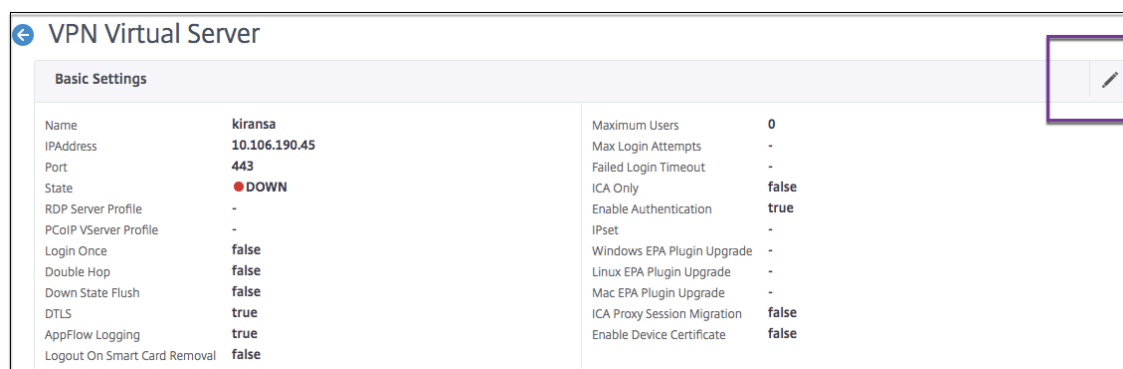 VPN Virtual Server
Basic Settings
Name kiransa
IPAddress 10.106.190.45
Port 443
State DOWN
RDP Server Profile -
PCoIP VServer Profile -
Login Once false
Double Hop false
Down State Flush false
DTLS true
AppFlow Logging true
Logout On Smart Card Removal false
Maximum Users 0
Max Login Attempts -
Failed Login Timeout -
ICA Only false
Enable Authentication true
IPset -
Windows EPA Plugin Upgrade -
Linux EPA Plugin Upgrade -
Mac EPA Plugin Upgrade -
ICA Proxy Session Migration false
Enable Device Certificate false